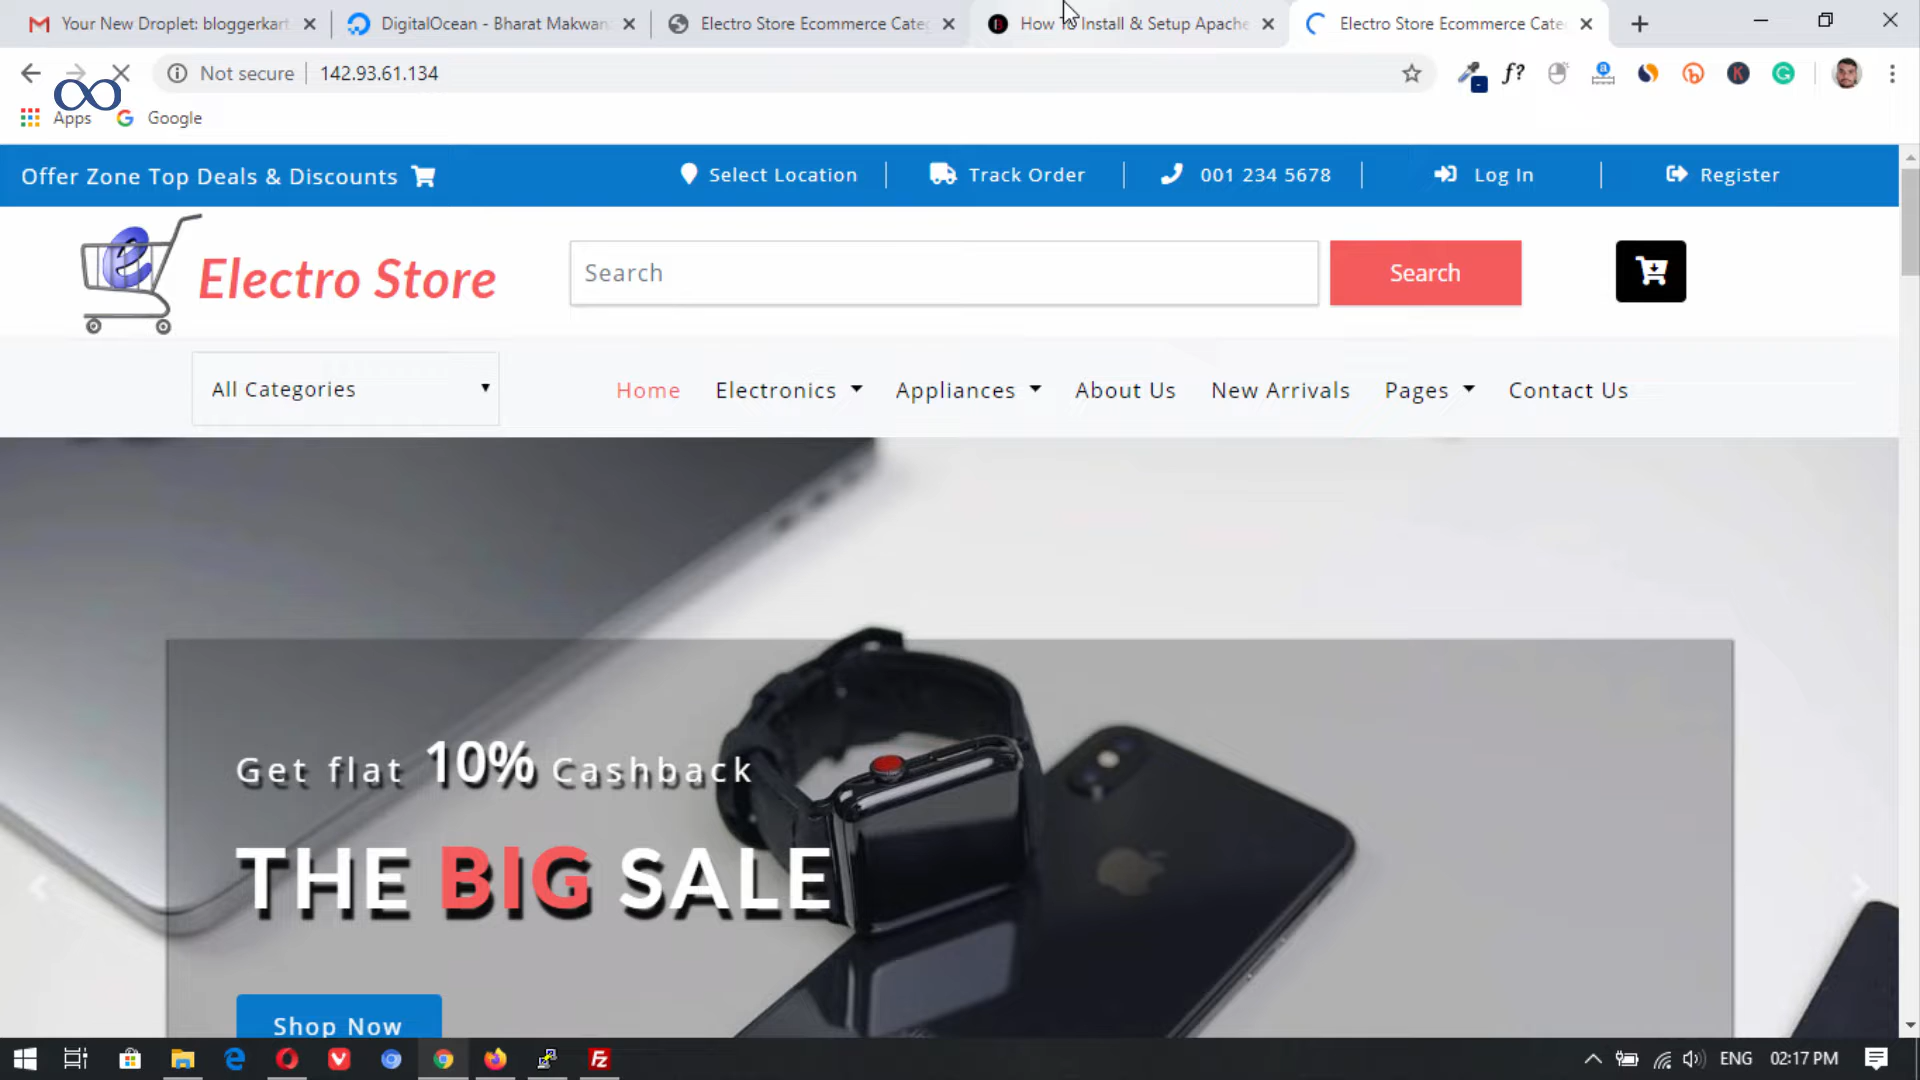 Your New Droplet: bloggerkart
DigitalOcean - Bharat Makwan
Electro Store Ecommerce Cate
How To Install & Setup Apache
Electro Store Ecommerce Cate
Not secure
142.93.61.134
f?
Apps
Google
Offer Zone Top Deals & Discounts
Select Location
Track Order
001 234 5678
Log In
Register
e
Electro Store
Search
Search
All Categories
Home
Electronics
Appliances
About Us
New Arrivals
Pages
Contact Us
Get flat 10% Cashback
THE BIG SALE
Shop Now
ENG
02:17 PM